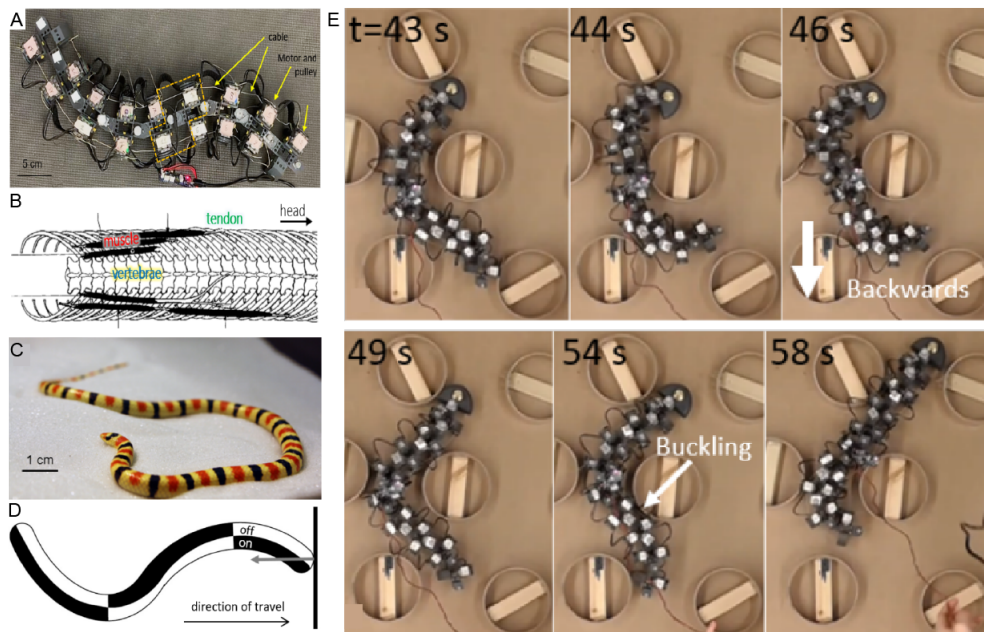 A
cable
Motor and
pulley
5 cm
B
tendon
head
muscle
vertebrae
C
1 cm
D
off
on
direction of travel
E
t=43 s
44 s
46 s
Backwards
49 s
54 s
58 s
Buckling